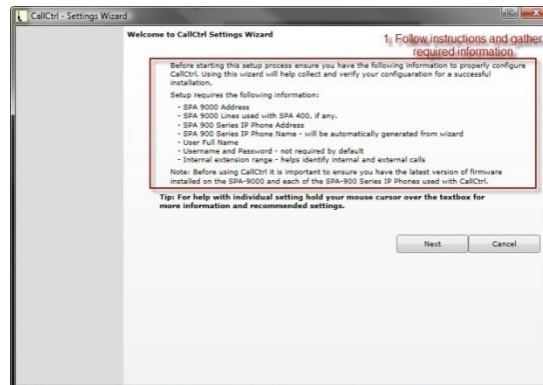 CallCtrl - Settings Wizard
Welcome to CallCtrl Settings Wizard
1. Follow instructions and gather
required information.
Before starting this setup process ensure you have the following information to properly configure
CallCtrl. Using this wizard will help collect and verify your configuaration for a successful
installation.
Setup requires the following information:
- SPA 9000 Address
- SPA 9000 Lines used with SPA 400, if any.
- SPA 900 Series IP Phone Address
- SPA 900 Series IP Phone Name - will be automatically generated from wizard
- User Full Name
- Username and Password - not required by default
- Internal extension range - helps identify internal and external calls
Note: Before using CallCtrl it is important to ensure you have the latest version of firmware
installed on the SPA-9000 and each of the SPA-900 Series IP Phones used with CallCtrl.
Tip: For help with individual setting hold your mouse cursor over the textbox for
more information and recommended settings.
Next
Cancel